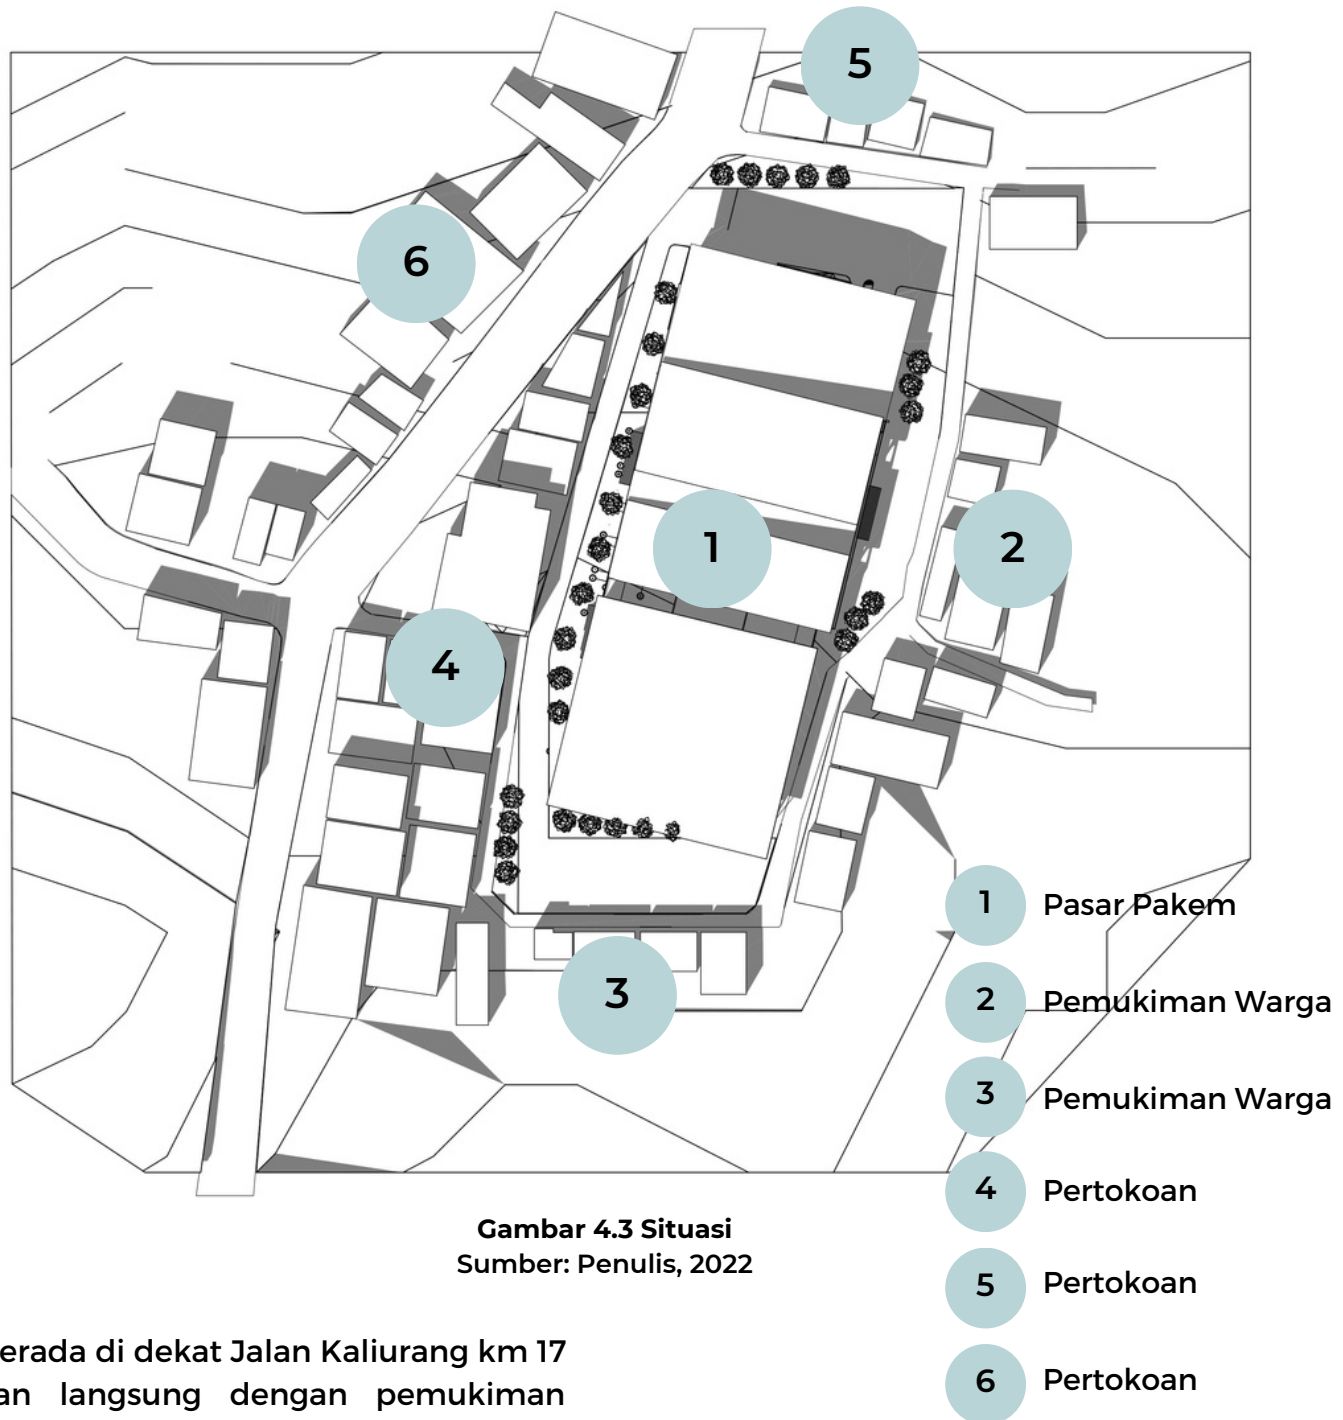 5
6
1
2
4
3
1 Pasar Pakem
2 Pemukiman Warga
3 Pemukiman Warga
4 Pertokoan
Gambar 4.3 Situasi
Sumber: Penulis, 2022
5 Pertokoan
6 Pertokoan
erada di dekat Jalan Kaliurang km 17
an langsung dengan pemukiman